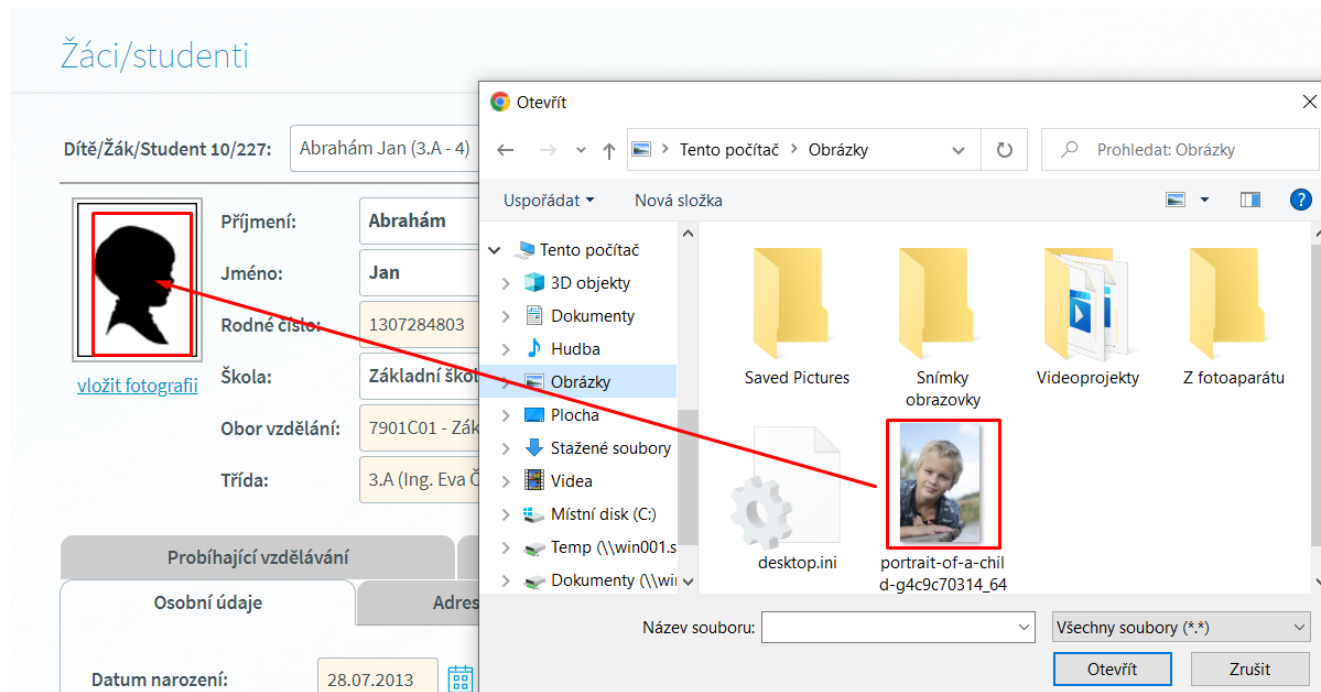 Žáci/studenti
Dítě/Žák/Student 10/227: Abrahám Jan (3.A - 4)
vložit fotografii
Příjmení: Abrahám
Jméno: Jan
Rodné číslo: 1307284803
Škola: Základní škol
Obor vzdělání: 7901C01 - Zák
Třída: 3.A (Ing. Eva Č
Probíhající vzdělávání
Osobní údaje Adres
Datum narození: 28.07.2013
Otevřít
Tento počítač Obrázky
Prohledat: Obrázky
Uspořádat Nová složka
Tento počítač
3D objekty
Dokumenty
Hudba
Obrázky
Plocha
Stažené soubory
Videa
Místní disk (C:)
Temp (\\win001.s
Dokumenty (\\wi
Saved Pictures
Snímky
obrazovky
Videoprojekty
Z fotoaparátu
desktop.ini
portrait-of-a-chil
d-g4c9c70314_64
Název souboru:
Všechny soubory (*.*)
Otevřít Zrušit